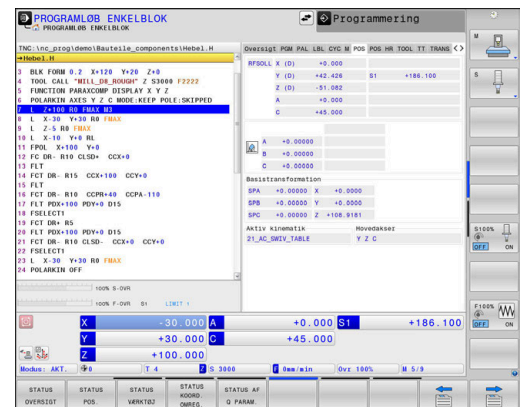 PROGRAMLØB ENKELBLOK
PROGRAMLØB ENKELBLOK
Programmering
TNC:\nc_prog\demo\Bauteile_components\Hebel.H
→Hebel.H
3 BLK FORM 0.2 X+120 Y+20 Z+0
4 TOOL CALL "MILL_D8_ROUGH" Z S3000 F2222
5 FUNCTION PARAXCOMP DISPLAY X Y Z
6 POLARKIN AXES Y Z C MODE:KEEP POLE:SKIPPED
7 L Z+100 R0 FMAX M3
8 L X-30 Y+30 R0 FMAX
9 L Z-5 R0 FMAX
10 L X-10 Y+0 RL
11 FPOL X+100 Y+0
12 FC DR- R10 CLSD+ CCX+0
13 FLT
14 FCT DR- R15 CCX+100 CCY+0
15 FLT
16 FCT DR- R10 CCPR+40 CCPA-110
17 FLT PDX+100 PDY+0 D15
18 FSELECT1
19 FCT DR+ R5
20 FLT PDX+100 PDY+0 D15
21 FCT DR- R10 CLSD- CCX+0 CCY+0
22 FSELECT1
23 L X-30 Y+30 R0 FMAX
24 POLARKIN OFF
100% S-OVR
100% F-OVR S1 LIMIT 1
Oversigt PGM PAL LBL CYC M POS POS HR TOOL TT TRANS
RFSOLL X (D) +0.000
Y (D) +42.426 S1 +186.100
Z (D) -51.082
A +0.000
C +45.000
A +0.00000
B +0.00000
C +0.00000
Basistransformation
SPA +0.00000 X +0.0000
SPB +0.00000 Y +0.0000
SPC +0.00000 Z +108.9181
Aktiv kinematik Hovedakser
21_AC_SWIV_TABLE Y Z C
X -30.000 A +0.000 S1 +186.100
Y +30.000 C +45.000
Z +100.000
Modus: AKT. 0 T 4 Z S 3000 F 0mm/min Ovr 100% M 5/9
STATUS OVERSIGT
STATUS POS.
STATUS VÆRKTØJ
STATUS KOORD. OMREG.
STATUS AF Q PARAM.
M
S
S100%
OFF ON
F100%
OFF ON